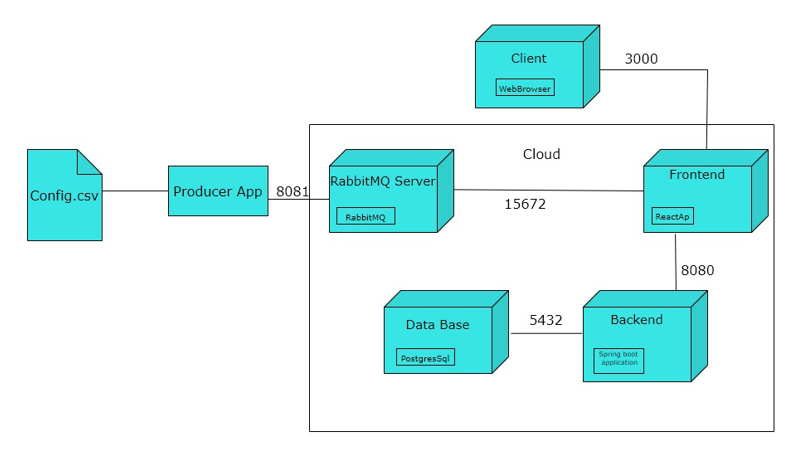 Client
WebBrowser
3000
Cloud
Config.csv
Producer App
8081
RabbitMQ Server
RabbitMQ
15672
Frontend
ReactAp
8080
Data Base
PostgresSql
5432
Backend
Spring boot
application